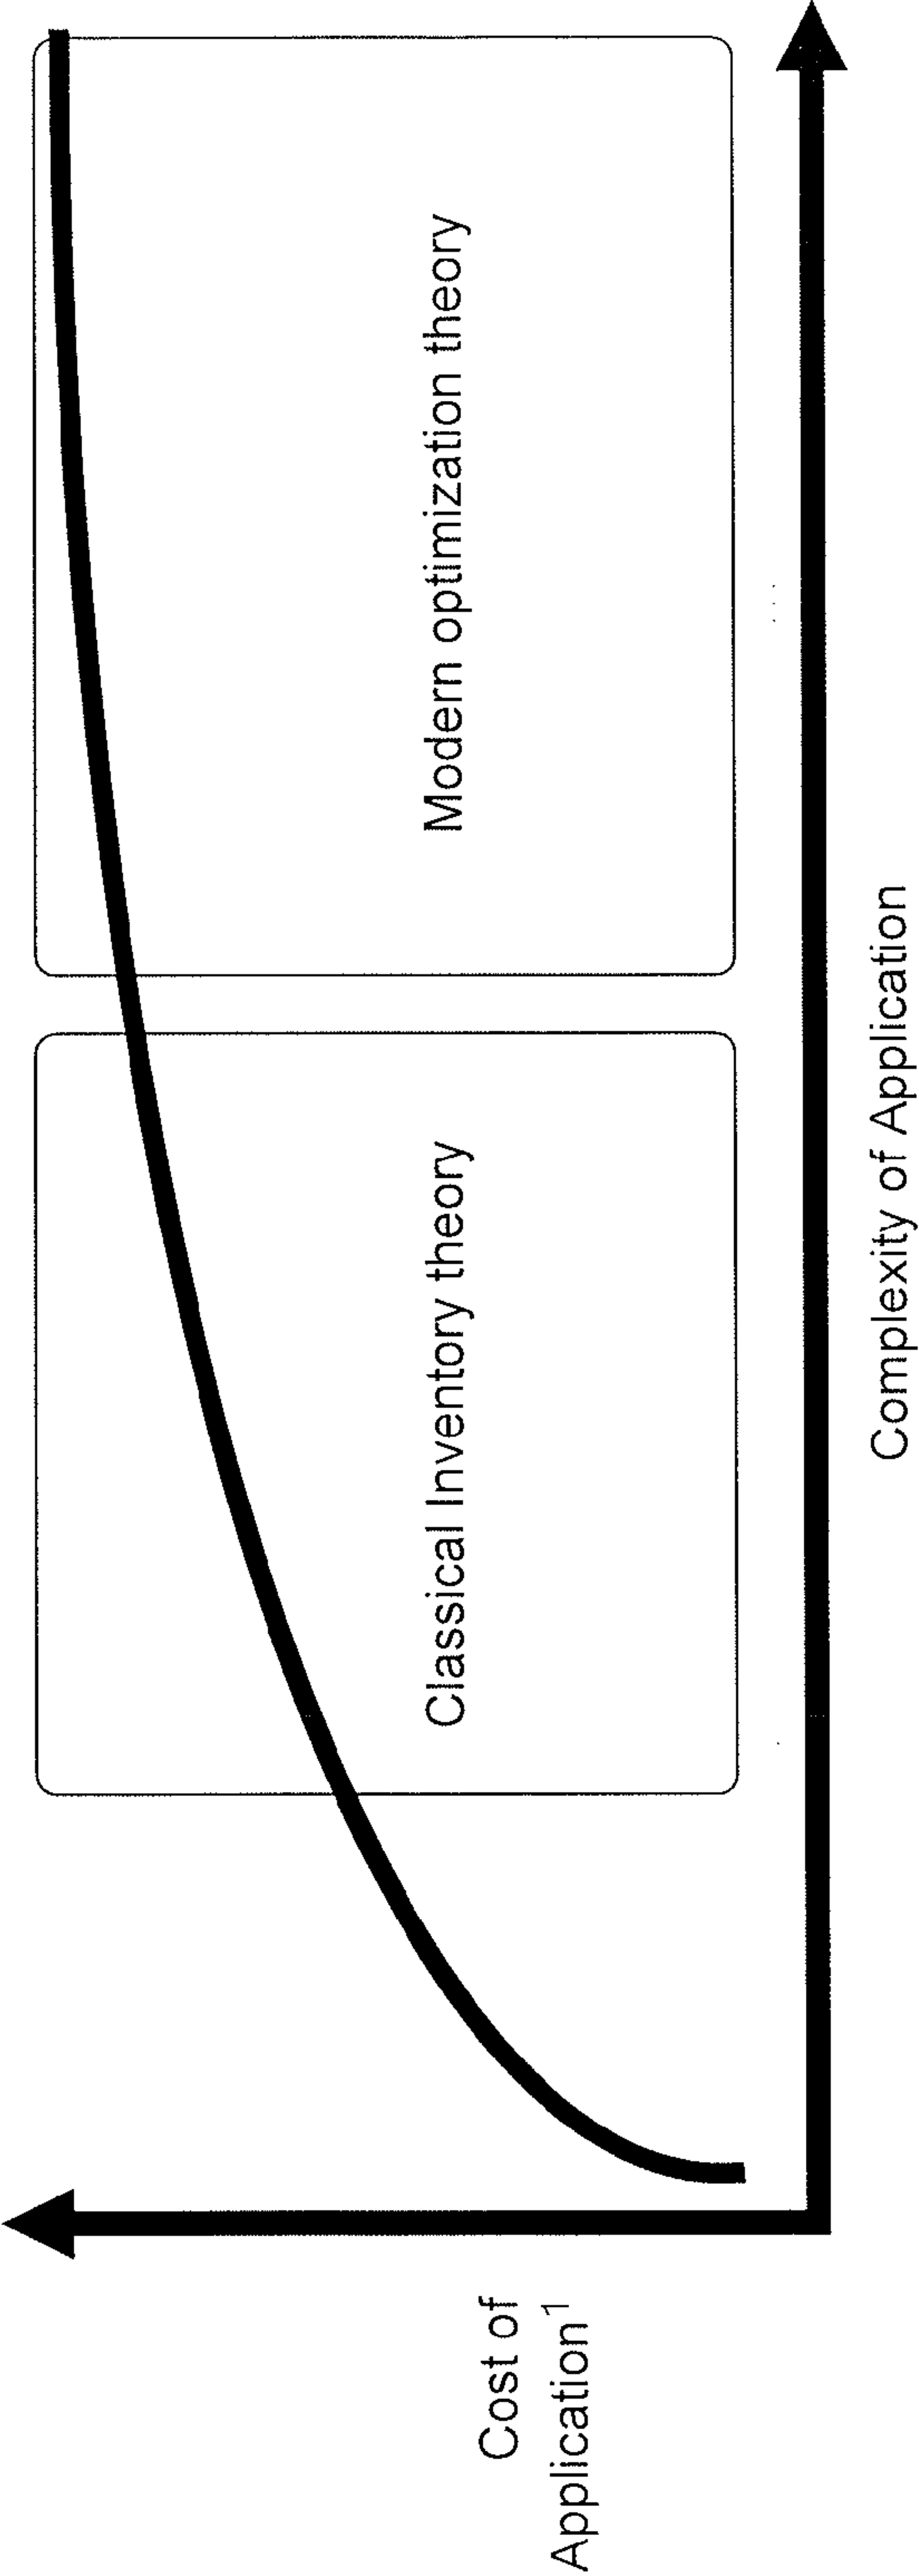 Cost of
Application¹
Classical Inventory theory
Modern optimization theory
Complexity of Application